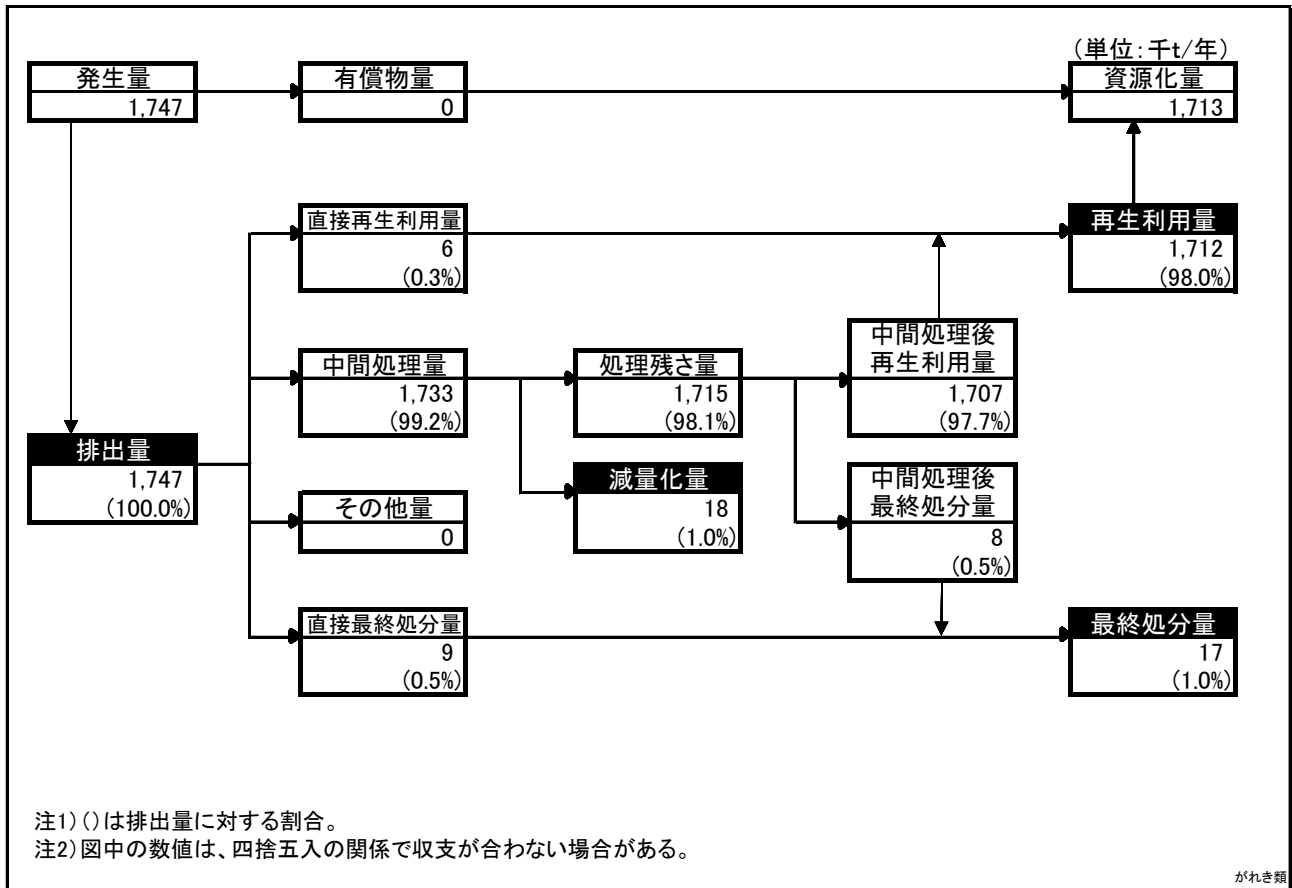 (単位:千t/年)
発生量
1,747
有償物量
0
資源化量
1,713
直接再生利用量
6
(0.3%)
再生利用量
1,712
(98.0%)
中間処理量
1,733
(99.2%)
処理残さ量
1,715
(98.1%)
中間処理後
再生利用量
1,707
(97.7%)
排出量
1,747
(100.0%)
減量化量
18
(1.0%)
中間処理後
最終処分量
8
(0.5%)
その他量
0
直接最終処分量
9
(0.5%)
最終処分量
17
(1.0%)
注1)()は排出量に対する割合。
注2)図中の数値は、四捨五入の関係で収支が合わない場合がある。
がれき類